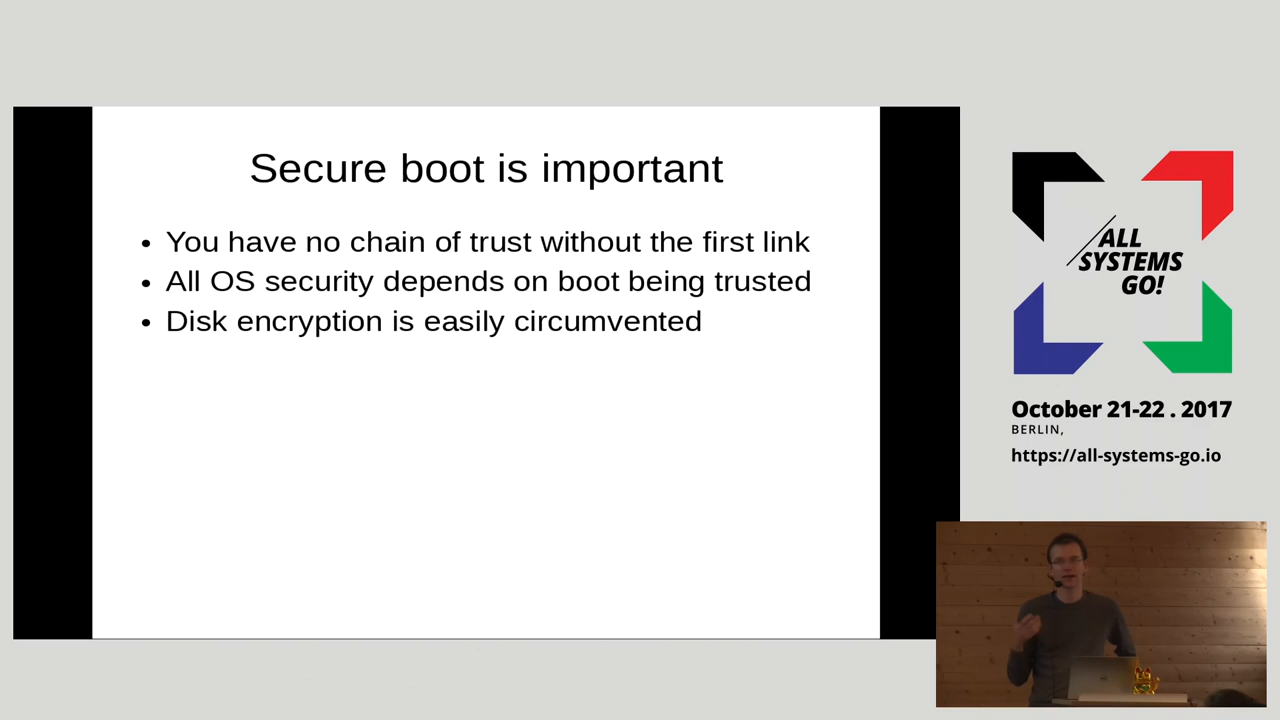 Secure boot is important
• You have no chain of trust without the first link
• All OS security depends on boot being trusted
• Disk encryption is easily circumvented
ALL
SYSTEMS
GO!
October 21-22 . 2017
BERLIN,
https://all-systems-go.io